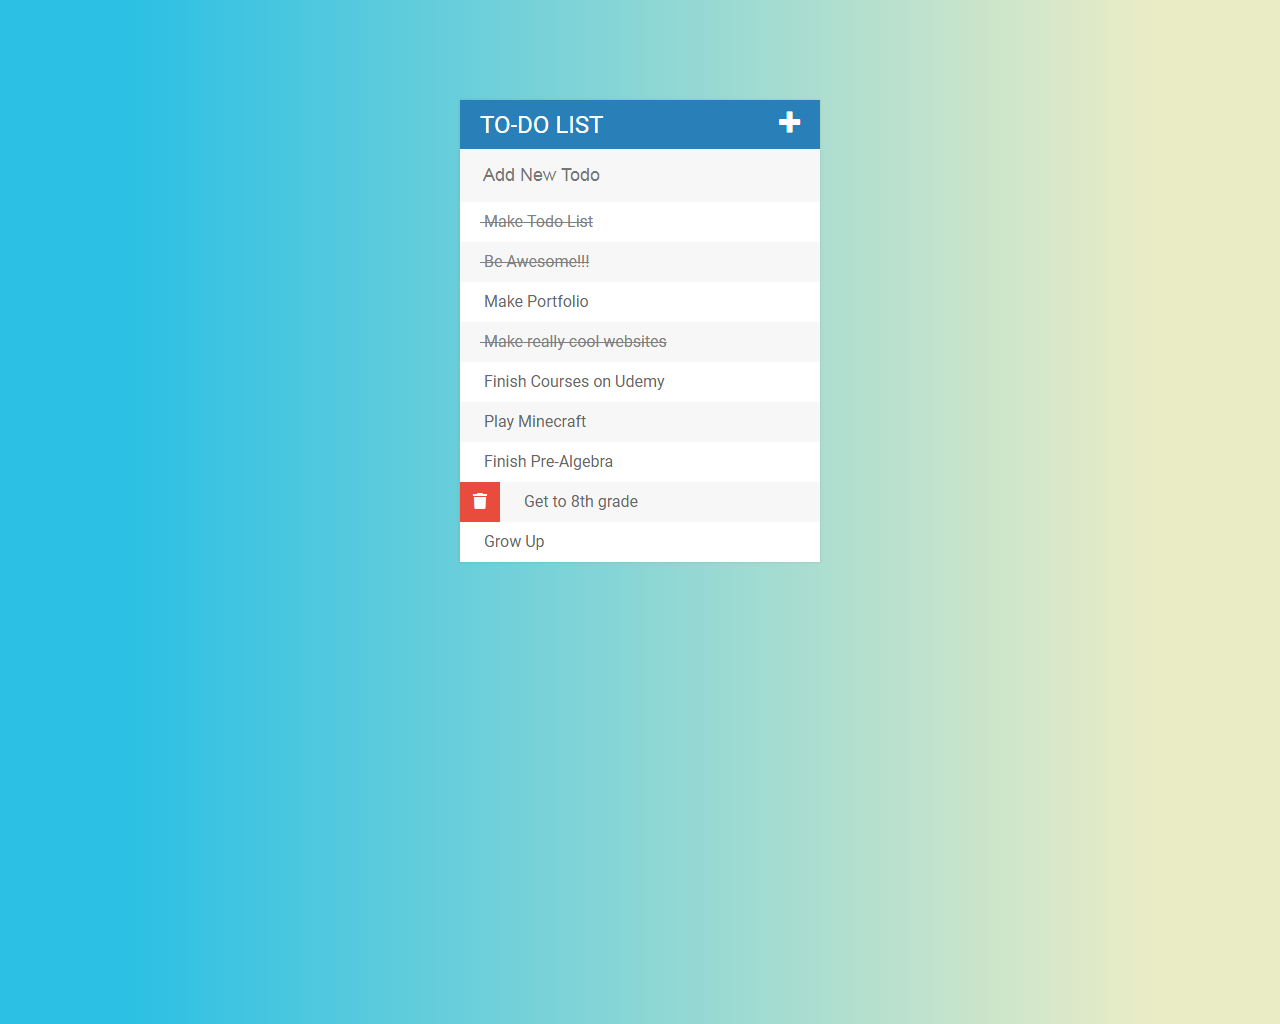 TO-DO LIST
Add New Todo
Make Todo List
Be Awesome!!!
Make Portfolio
Make really cool websites
Finish Courses on Udemy
Play Minecraft
Finish Pre-Algebra
Get to 8th grade
Grow Up